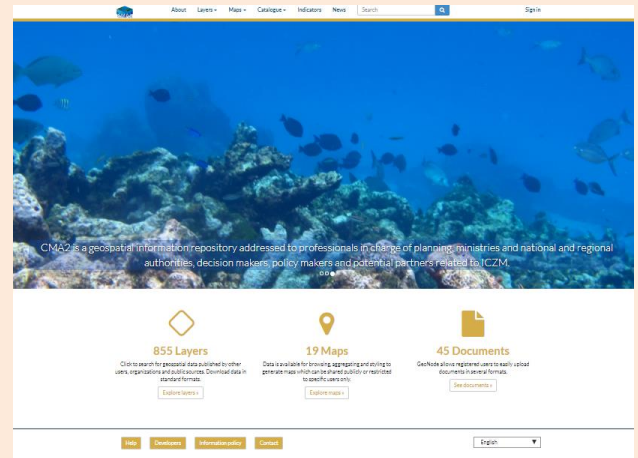 About Layers Maps Catalogue Indicators News Search Sign in
CMA2 is a geospatial information repository addressed to professionals in charge of planning, ministries and national and regional
authorities, decision makers, policy makers and potential partners related to ICZM.
855 Layers
Click to search for geospatial data published by other
users, organizations and public sources. Download data in
standard formats.
Explore layers »
19 Maps
Data is available for browsing, aggregating and styling to
generate maps which can be shared publicly or restricted
to specific users only.
Explore maps »
45 Documents
GeoNode allows registered users to easily upload
documents in several formats.
See documents »
Help Developers Information policy Contact English